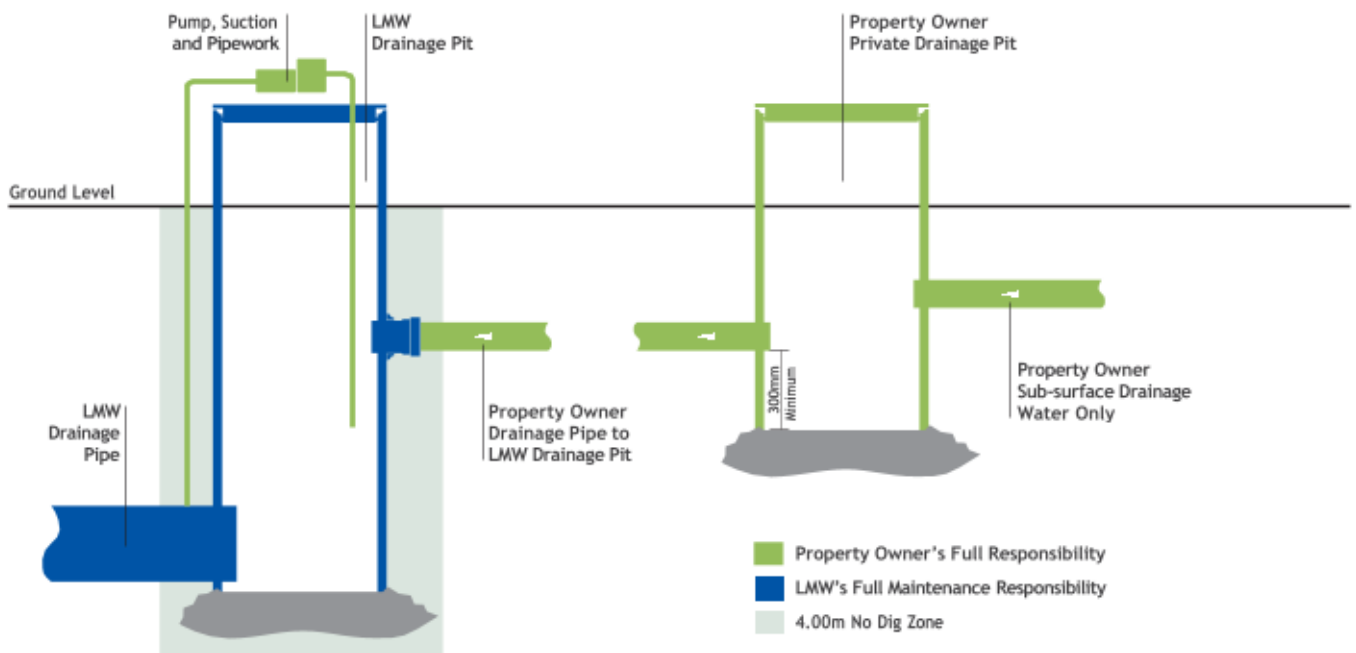 Pump, Suction
and Pipework
LMW
Drainage Pit
Property Owner
Private Drainage Pit
Ground Level
300mm
Minimum
LMW
Drainage
Pipe
Property Owner
Drainage Pipe to
LMW Drainage Pit
Property Owner
Sub-surface Drainage
Water Only
Property Owner's Full Responsibility
LMW's Full Maintenance Responsibility
4.00m No Dig Zone